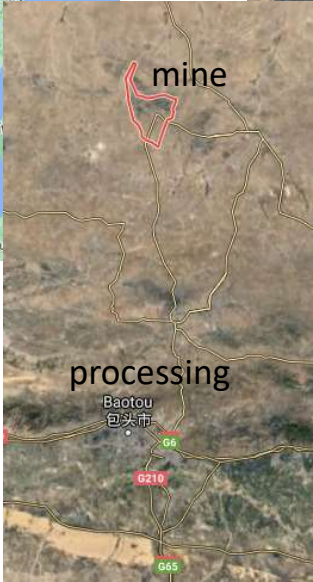 mine
processing
Baotou
包头市
G6
G210
G65